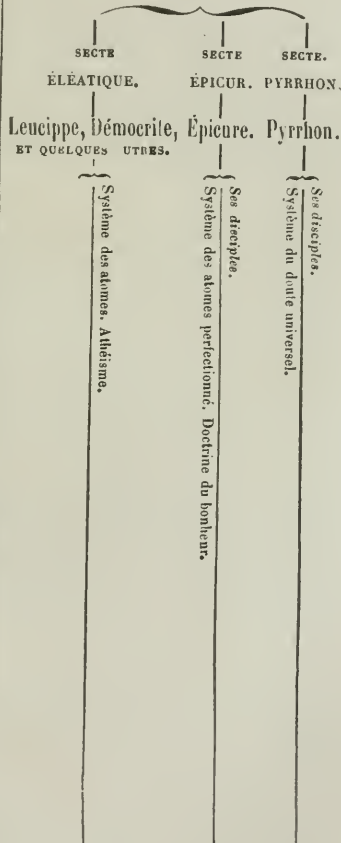 SECTE
ÉLÉATIQUE.
Leucippe, Démocrite,
ET QUELQUES UTRES.
Système des atomes. Athéisme.
SECTE
ÉPICUR.
Épicure.
Ses disciples.
Système des atomes perfectionné. Doctrine du bonheur.
SECTE.
PYRRHON.
Pyrrhon.
Ses disciples.
Système du doute universel.